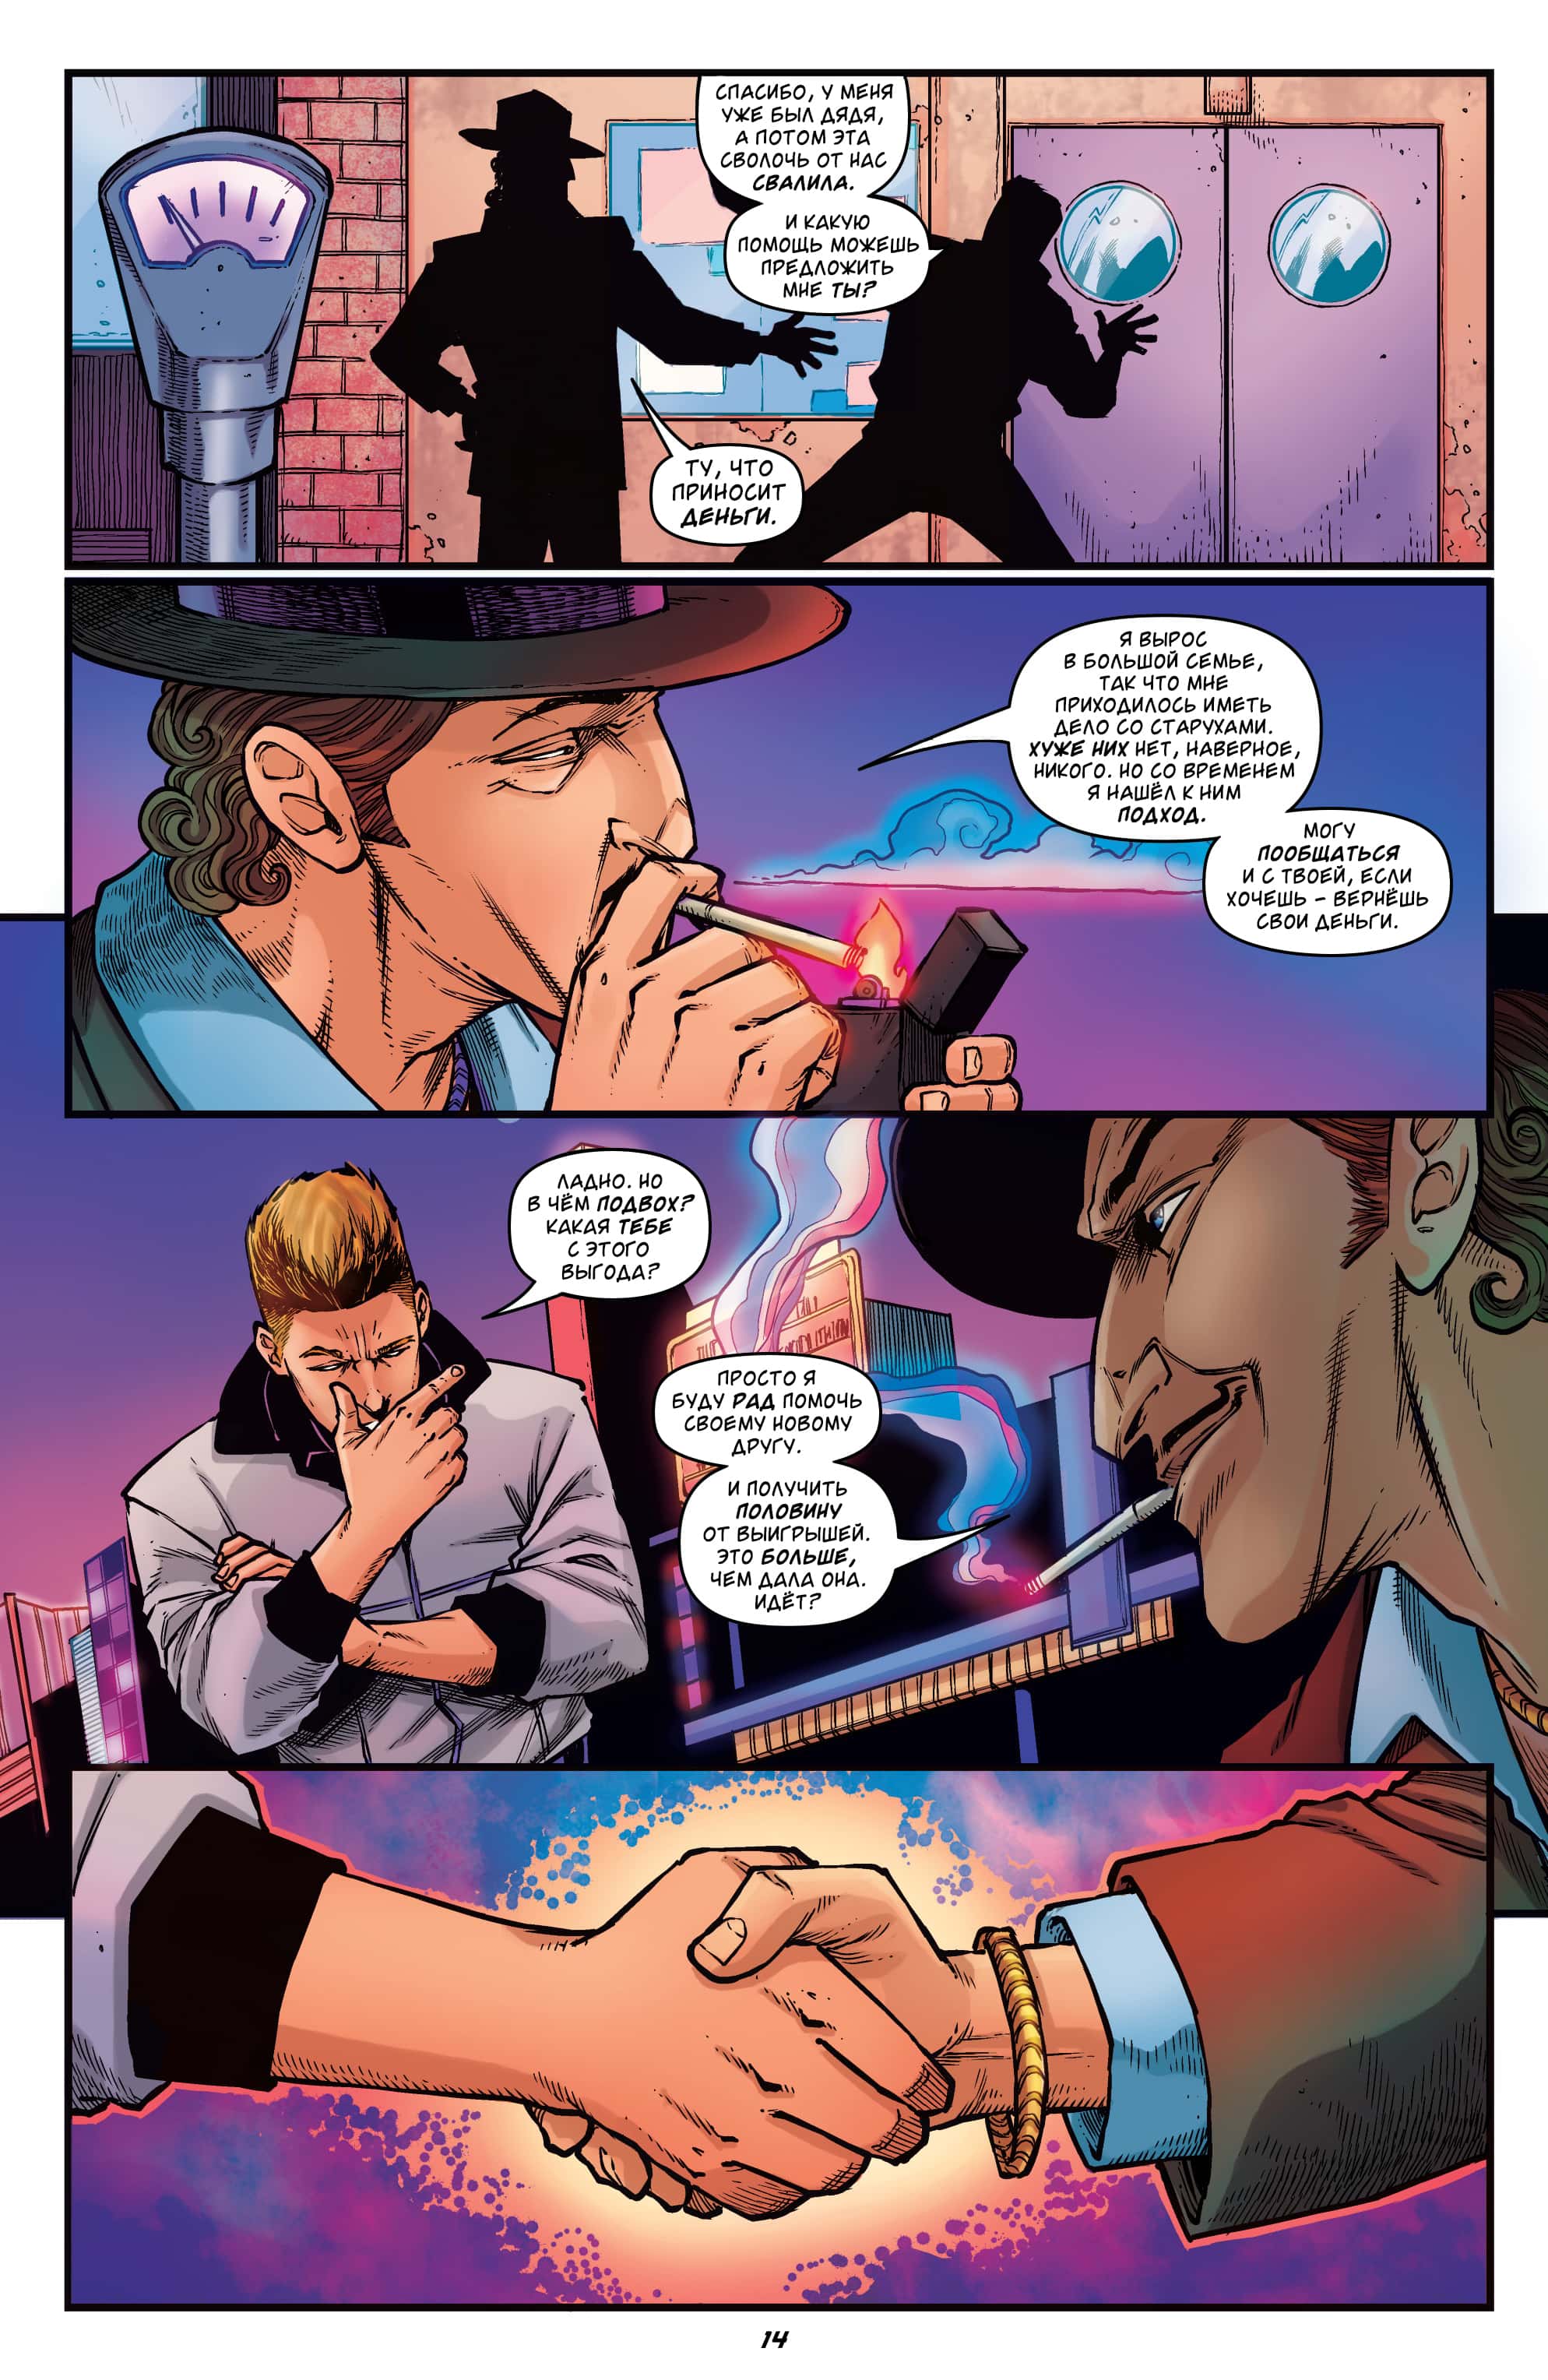 СПАСИБО, У МЕНЯ
УЖЕ БЫЛ ДЯДЯ,
А ПОТОМ ЭТА
СВОЛОЧЬ ОТ НАС
СВАЛИЛА.
И КАКУЮ
ПОМОЩЬ МОЖЕШЬ
ПРЕДЛОЖИТЬ
МНЕ ТЫ?
ТУ, ЧТО
ПРИНОСИТ
ДЕНЬГИ.
Я ВЫРОС
В БОЛЬШОЙ СЕМЬЕ,
ТАК ЧТО МНЕ
ПРИХОДИЛОСЬ ИМЕТЬ
ДЕЛО СО СТАРУХАМИ.
ХУЖЕ НИХ НЕТ, НАВЕРНОЕ,
НИКОГО. НО СО ВРЕМЕНЕМ
Я НАШЁЛ К НИМ
ПОДХОД.
МОГУ
ПООБЩАТЬСЯ
И С ТВОЕЙ, ЕСЛИ
ХОЧЕШЬ – ВЕРНЁШЬ
СВОИ ДЕНЬГИ.
ЛАДНО. НО
В ЧЁМ ПОДВОХ?
КАКАЯ ТЕБЕ
С ЭТОГО
ВЫГОДА?
ПРОСТО Я
БУДУ РАД ПОМОЧЬ
СВОЕМУ НОВОМУ
ДРУГУ.
И ПОЛУЧИТЬ
ПОЛОВИНУ
ОТ ВЫИГРЫШЕЙ.
ЭТО БОЛЬШЕ,
ЧЕМ ДАЛА ОНА.
ИДЁТ?
14